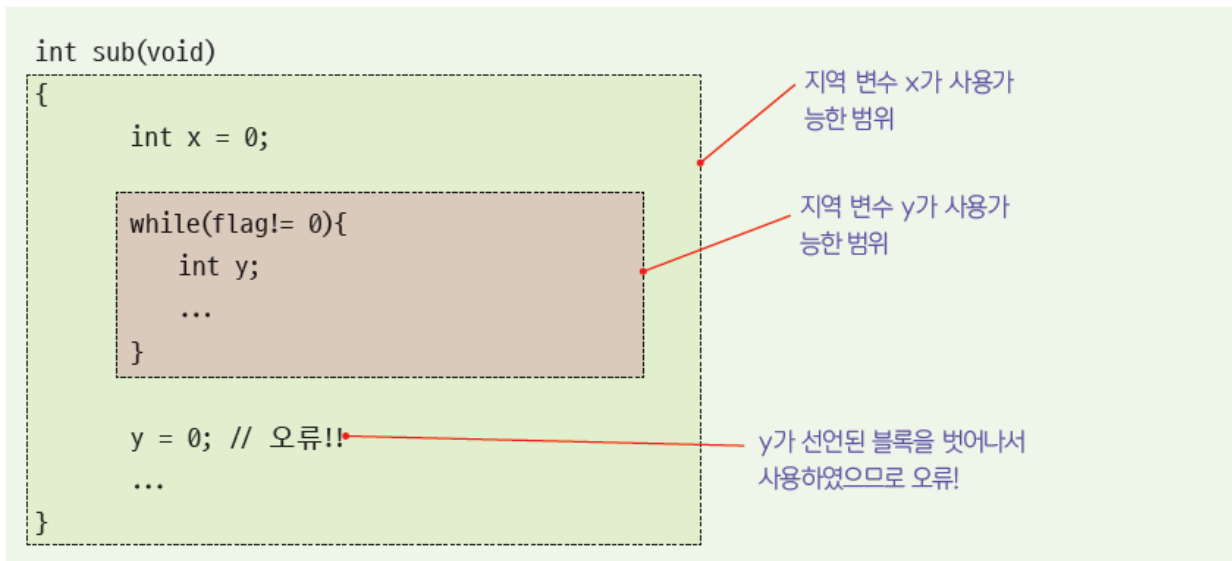 int sub(void)
{
int x = 0;
while(flag!= 0){
int y;
...
}
y = 0; // 오류!!
...
}
지역 변수 x가 사용가
능한 범위
지역 변수 y가 사용가
능한 범위
y가 선언된 블록을 벗어나서
사용하였으므로 오류!